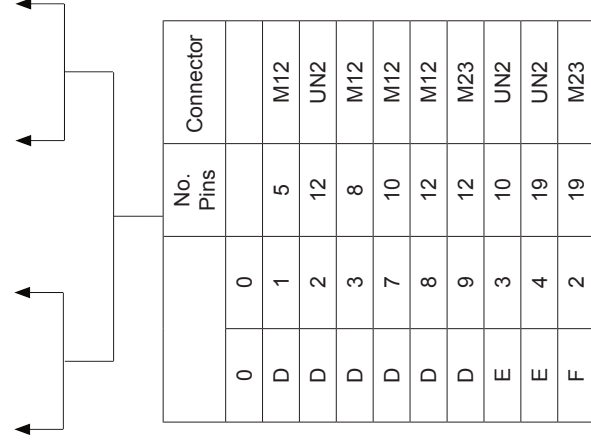 No. Pins Connector
0 0
D 1 5 M12
D 2 12 UN2
D 3 8 M12
D 7 10 M12
D 8 12 M12
D 9 12 M23
E 3 10 UN2
E 4 19 UN2
F 2 19 M23